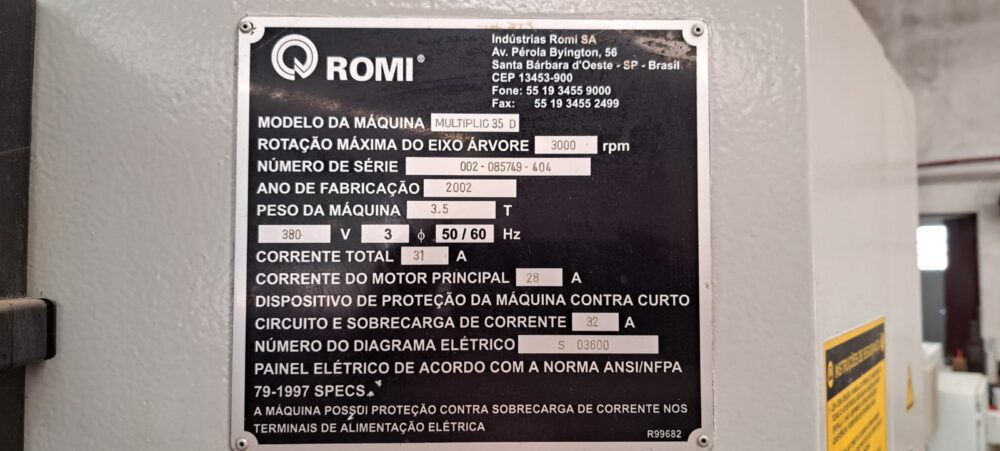 ROMI®
Indústrias Romi SA
Av. Pérola Byington, 56
Santa Bárbara d'Oeste - SP - Brasil
CEP 13453-900
Fone: 55 19 3455 9000
Fax: 55 19 3455 2499
MODELO DA MÁQUINA MULTIPLIC 35 D
ROTAÇÃO MÁXIMA DO EIXO ÁRVORE 3000 rpm
NÚMERO DE SÉRIE 002-085749-404
ANO DE FABRICAÇÃO 2002
PESO DA MÁQUINA 3.5 T
380 V 3 ϕ 50 / 60 Hz
CORRENTE TOTAL 31 A
CORRENTE DO MOTOR PRINCIPAL 28 A
DISPOSITIVO DE PROTEÇÃO DA MÁQUINA CONTRA CURTO
CIRCUITO E SOBRECARGA DE CORRENTE 32 A
NÚMERO DO DIAGRAMA ELÉTRICO S 03600
PAINEL ELÉTRICO DE ACORDO COM A NORMA ANSI/NFPA
79-1997 SPECS.
A MÁQUINA POSSUI PROTEÇÃO CONTRA SOBRECARGA DE CORRENTE NOS
TERMINAIS DE ALIMENTAÇÃO ELÉTRICA
R99682
INSTRUÇÕES DE SEGURANÇA